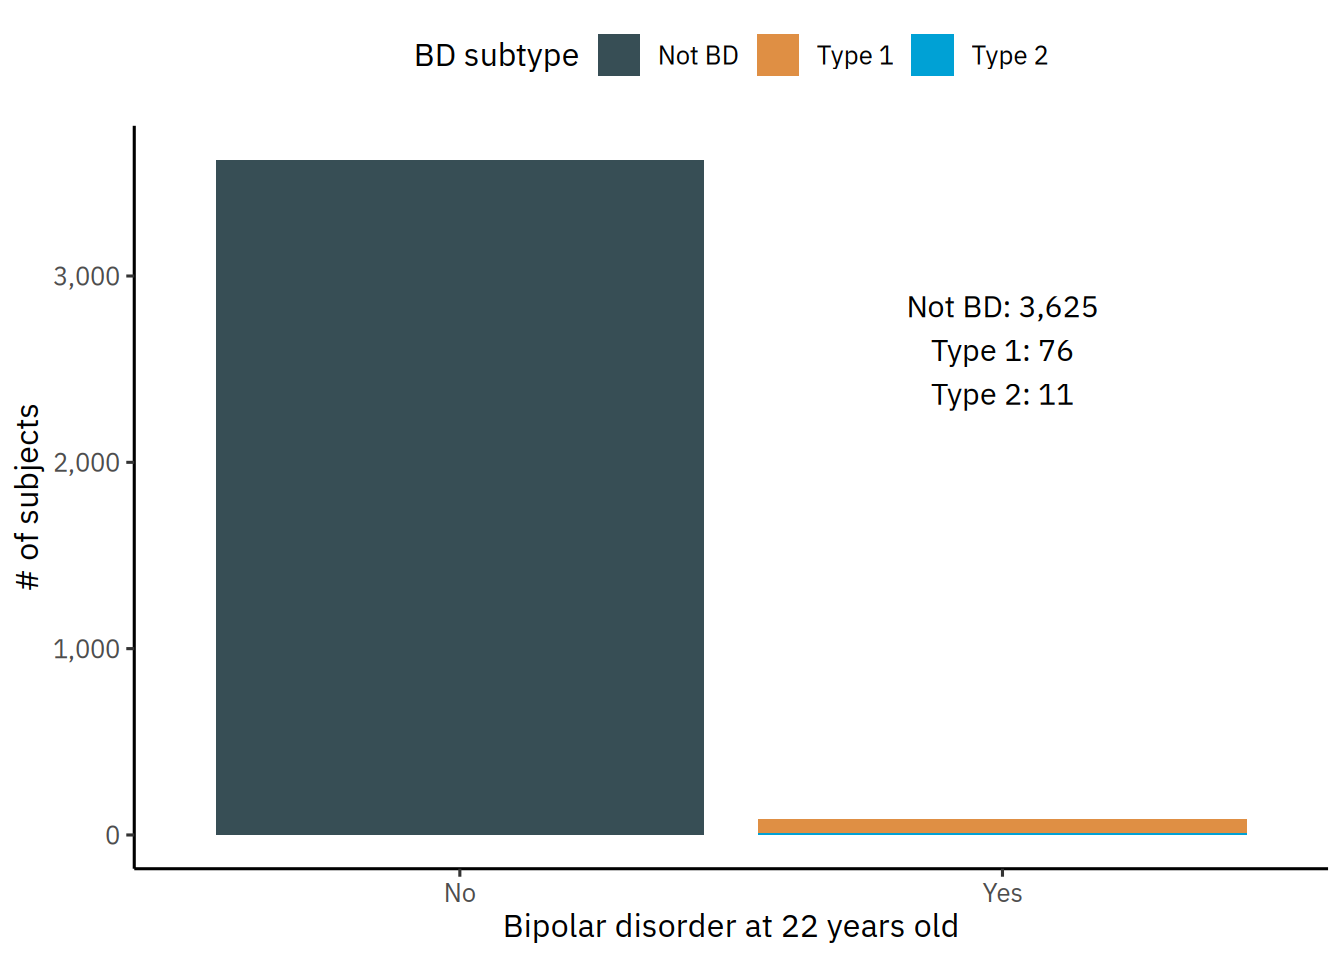 BD subtype Not BD Type 1 Type 2
3,000
2,000
1,000
0
# of subjects
Not BD: 3,625
Type 1: 76
Type 2: 11
No Yes
Bipolar disorder at 22 years old